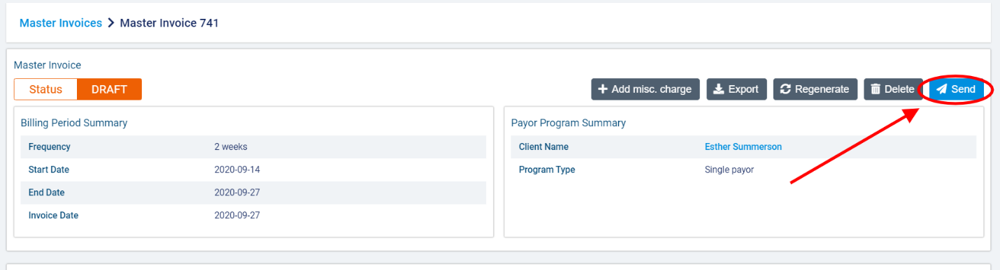 Master Invoices > Master Invoice 741
Master Invoice
Status DRAFT + Add misc. charge Export Regenerate Delete Send
Billing Period Summary
Frequency 2 weeks
Start Date 2020-09-14
End Date 2020-09-27
Invoice Date 2020-09-27
Payor Program Summary
Client Name Esther Summerson
Program Type Single payor